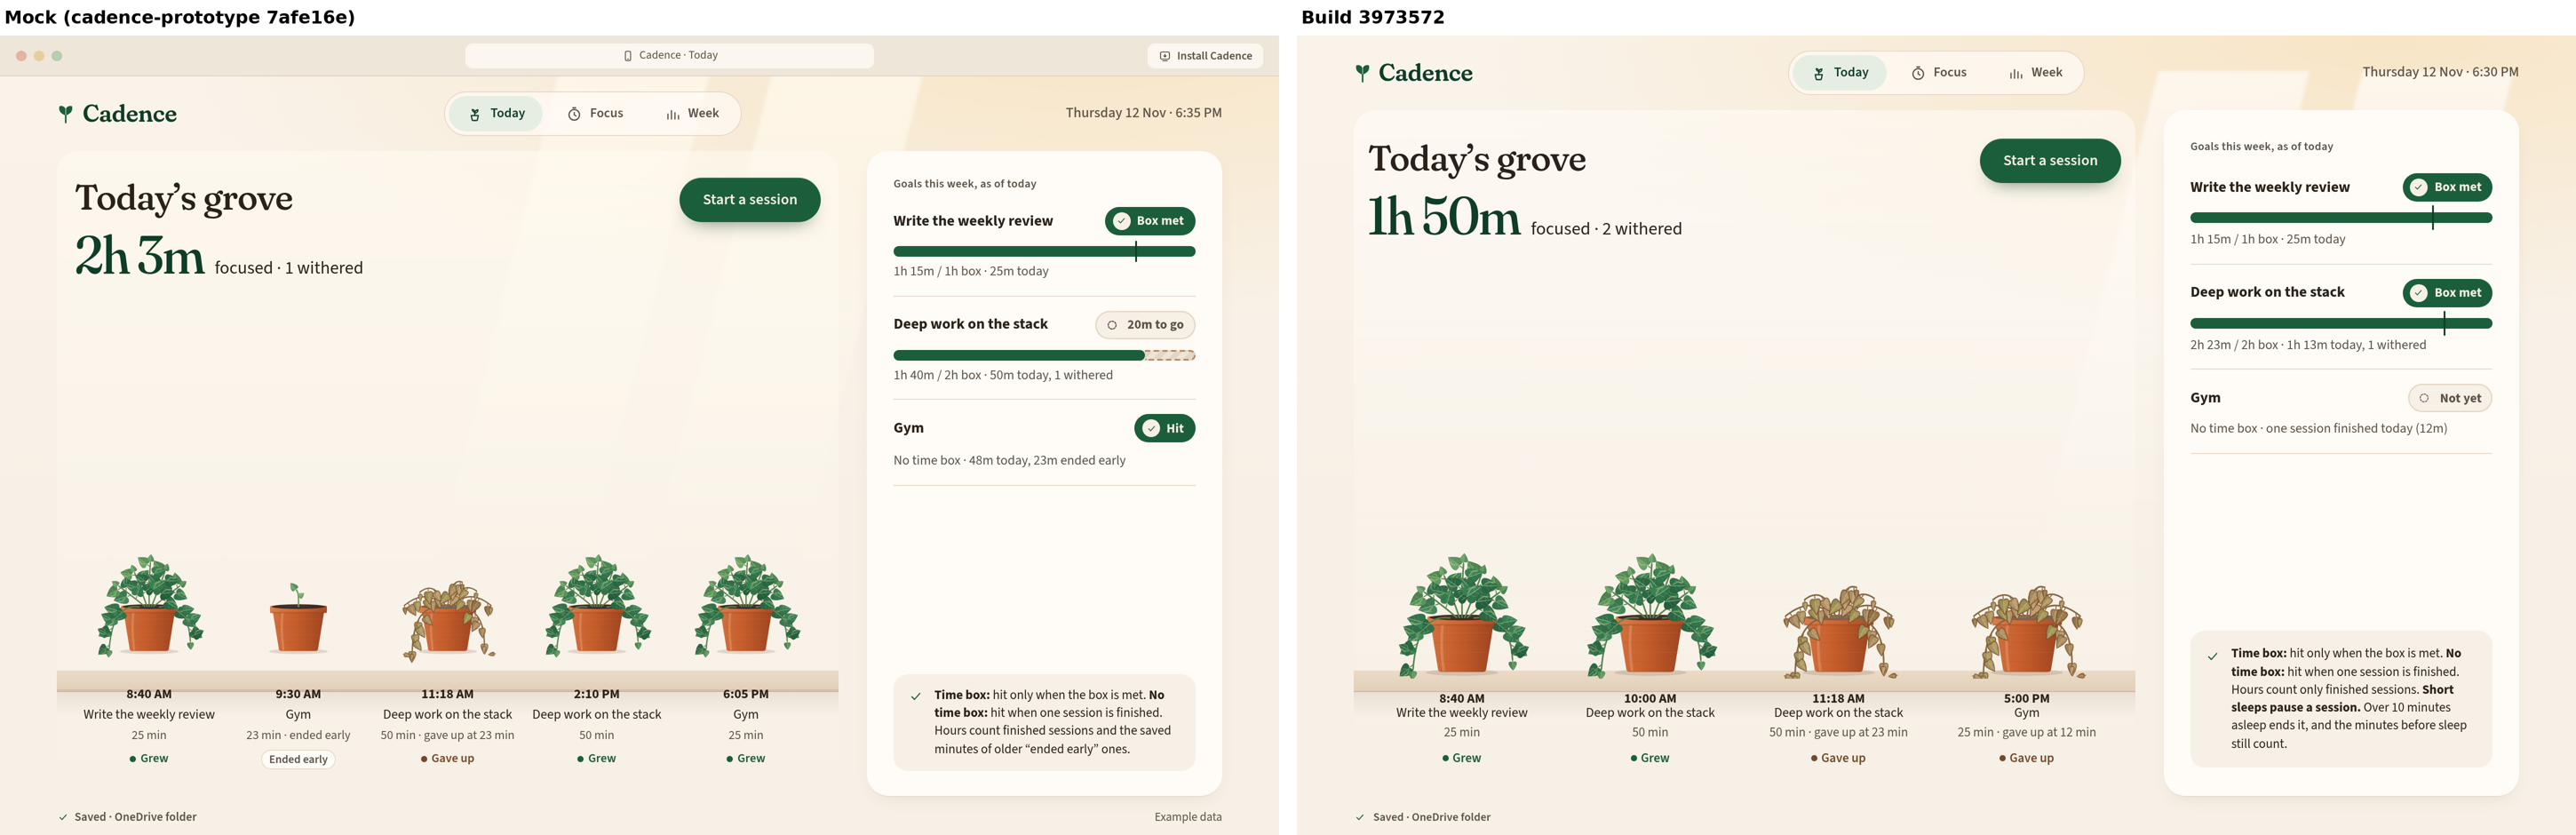 Mock (cadence-prototype 7afe16e)
Cadence · Today
Install Cadence
Cadence
Today
Focus
Week
Thursday 12 Nov · 6:35 PM
Today’s grove
Start a session
2h 3m focused · 1 withered
8:40 AM
Write the weekly review
25 min
Grew
9:30 AM
Gym
23 min · ended early
Ended early
11:18 AM
Deep work on the stack
50 min · gave up at 23 min
Gave up
2:10 PM
Deep work on the stack
50 min
Grew
6:05 PM
Gym
25 min
Grew
Goals this week, as of today
Write the weekly review
Box met
1h 15m / 1h box · 25m today
Deep work on the stack
20m to go
1h 40m / 2h box · 50m today, 1 withered
Gym
Hit
No time box · 48m today, 23m ended early
Time box: hit only when the box is met. No
time box: hit when one session is finished.
Hours count finished sessions and the saved
minutes of older “ended early” ones.
Saved · OneDrive folder
Example data
Build 3973572
Cadence
Today
Focus
Week
Thursday 12 Nov · 6:30 PM
Today’s grove
Start a session
1h 50m focused · 2 withered
8:40 AM
Write the weekly review
25 min
Grew
10:00 AM
Deep work on the stack
50 min
Grew
11:18 AM
Deep work on the stack
50 min · gave up at 23 min
Gave up
5:00 PM
Gym
25 min · gave up at 12 min
Gave up
Goals this week, as of today
Write the weekly review
Box met
1h 15m / 1h box · 25m today
Deep work on the stack
Box met
2h 23m / 2h box · 1h 13m today, 1 withered
Gym
Not yet
No time box · one session finished today (12m)
Time box: hit only when the box is met. No
time box: hit when one session is finished.
Hours count only finished sessions. Short
sleeps pause a session. Over 10 minutes
asleep ends it, and the minutes before sleep
still count.
Saved · OneDrive folder